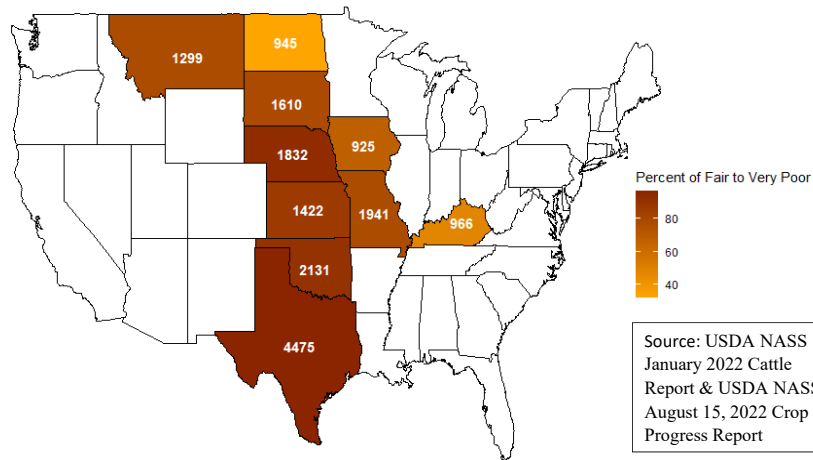 1299
945
1610
1832
925
1422
1941
966
2131
4475
Percent of Fair to Very Poor
80
60
40
Source: USDA NASS
January 2022 Cattle
Report & USDA NASS
August 15, 2022 Crop
Progress Report